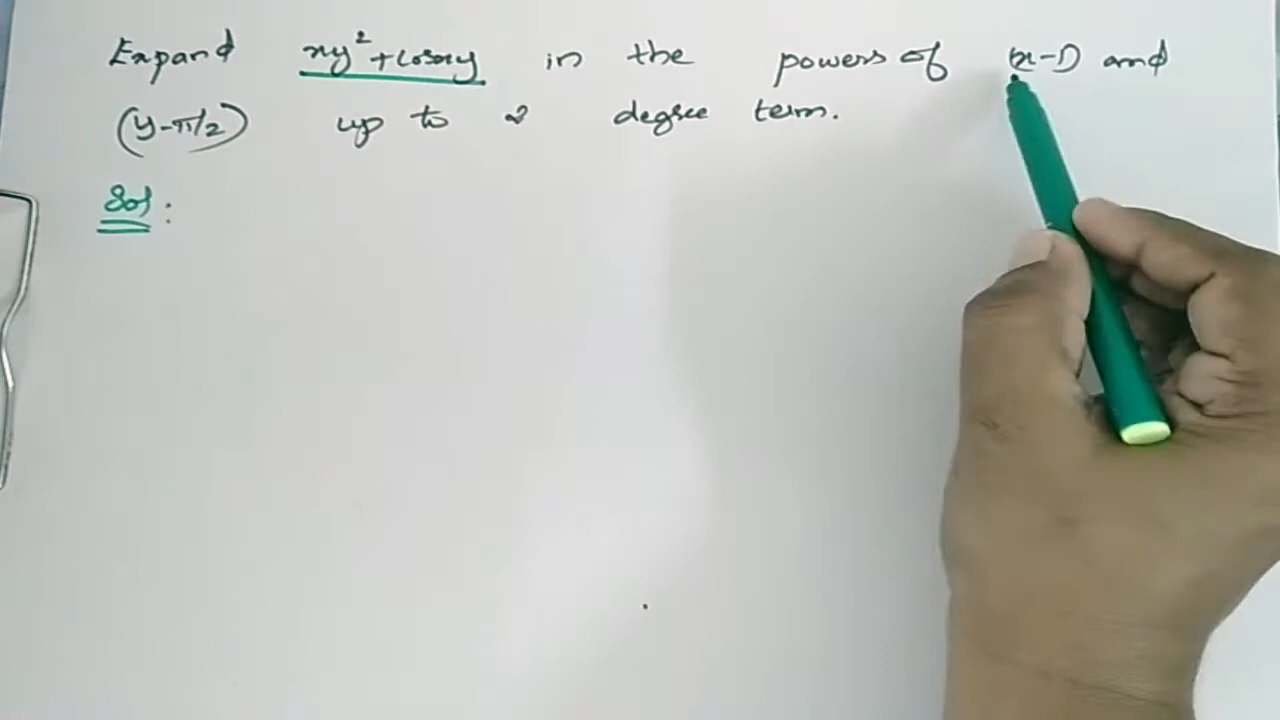 Expand xy² + cosxy in the powers of (x-1) and
(y-π/2) up to 2 degree term.
Sol :